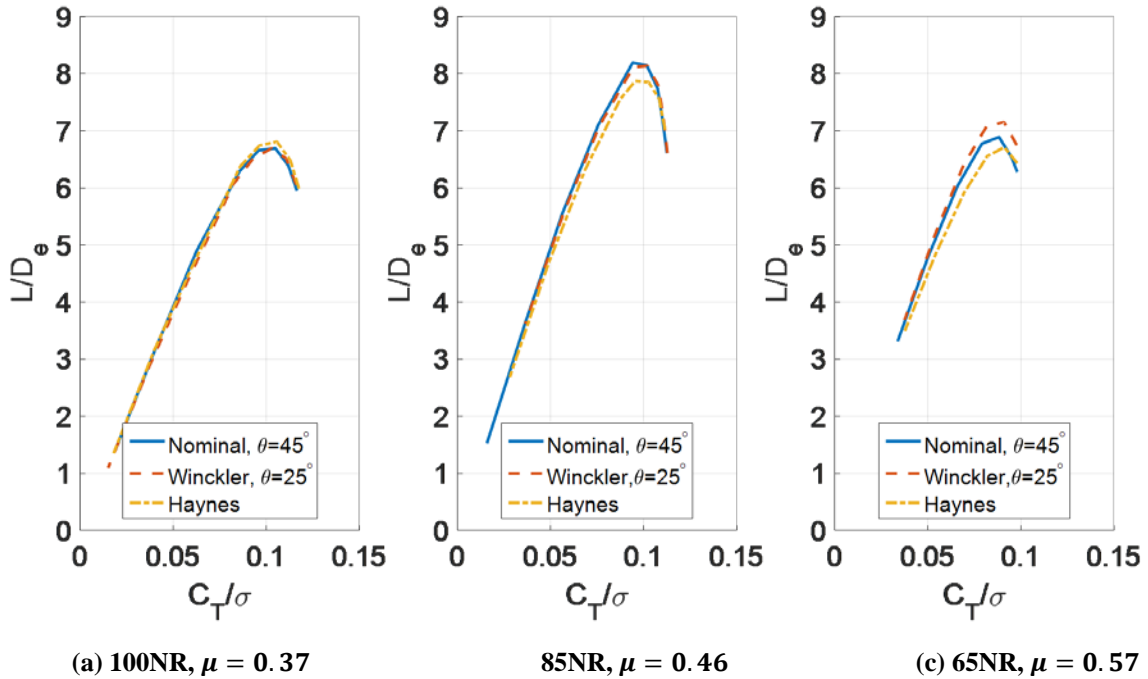 9
8
7
6
5
4
3
2
1
0
L/D_e
Nominal, θ=45°
Winckler, θ=25°
Haynes
0 0.05 0.1 0.15
C_T/σ
(a) 100NR, μ = 0.37
9
8
7
6
5
4
3
2
1
0
L/D_e
Nominal, θ=45°
Winckler,θ=25°
Haynes
0 0.05 0.1 0.15
C_T/σ
85NR, μ = 0.46
9
8
7
6
5
4
3
2
1
0
L/D_e
Nominal, θ=45°
Winckler,θ=25°
Haynes
0 0.05 0.1 0.15
C_T/σ
(c) 65NR, μ = 0.57